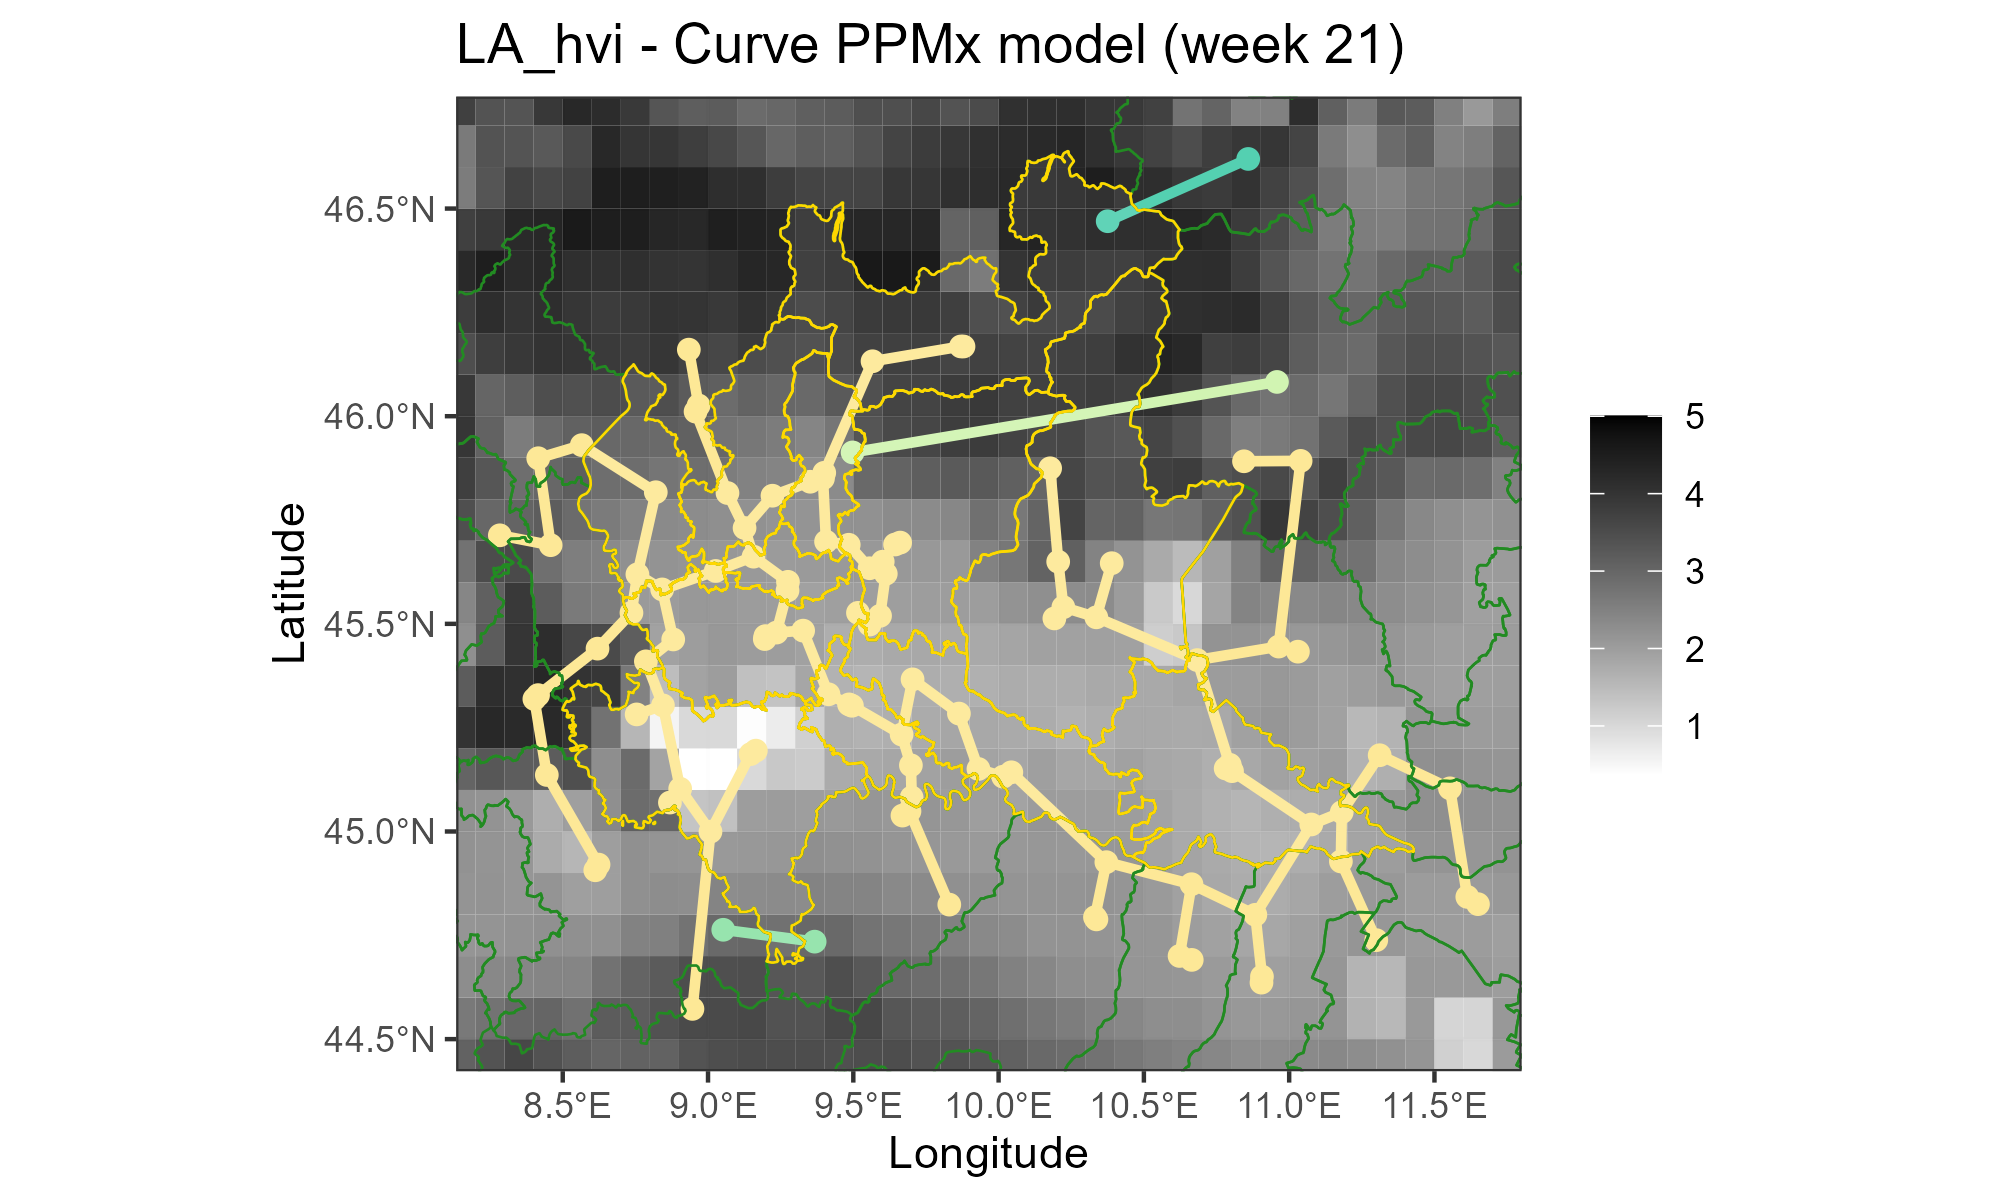 LA_hvi - Curve PPMx model (week 21)
46.5°N
46.0°N
45.5°N
45.0°N
44.5°N
Latitude
8.5°E 9.0°E 9.5°E 10.0°E 10.5°E 11.0°E 11.5°E
Longitude
5
4
3
2
1